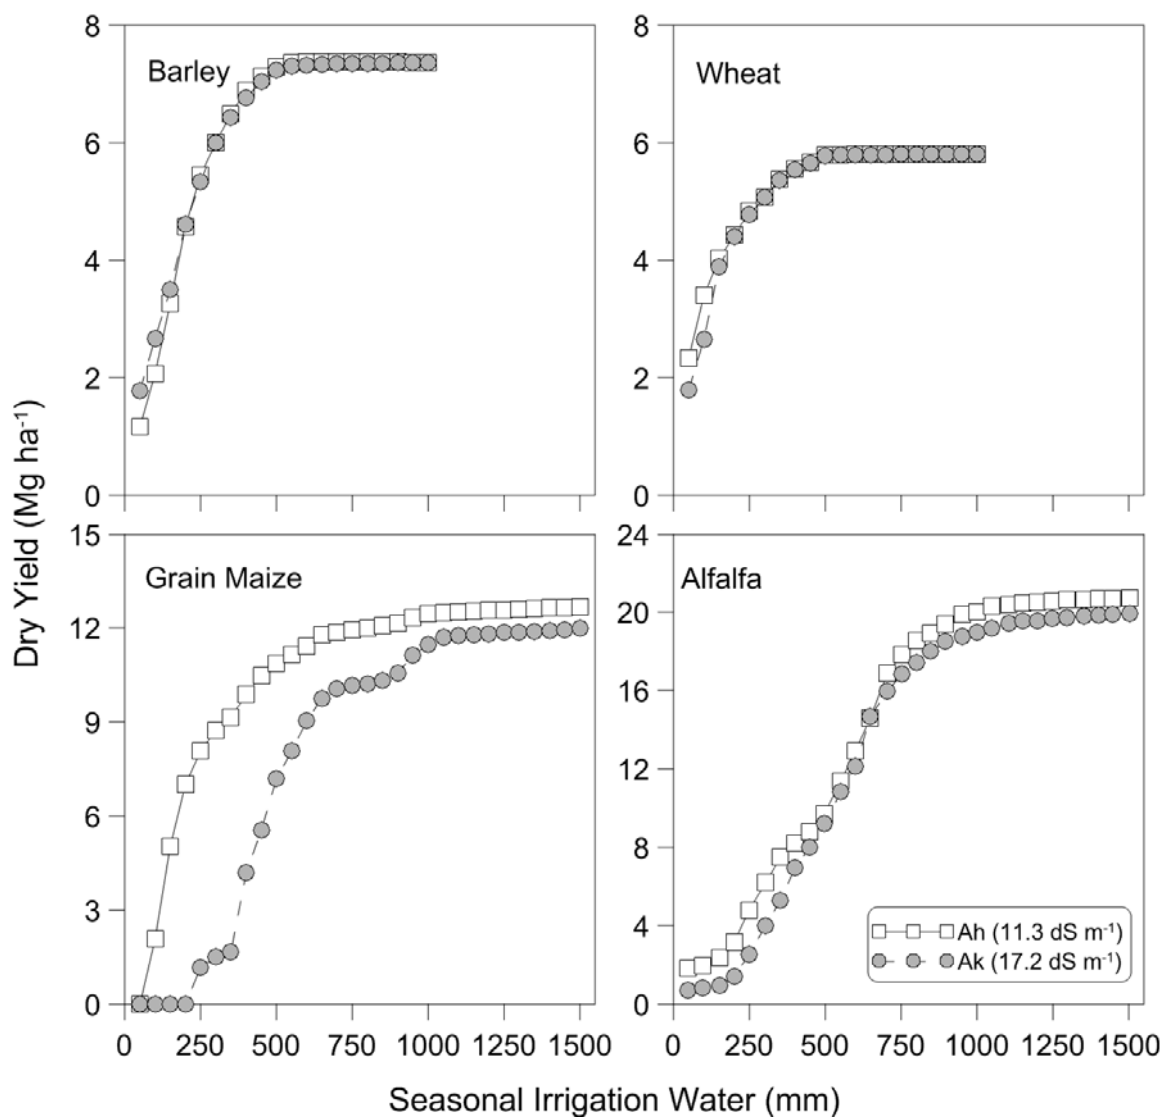 Dry Yield (Mg ha⁻¹)
8
6
4
2
0
Barley
8
6
4
2
0
Wheat
15
12
9
6
3
0
Grain Maize
0 250 500 750 1000 1250 1500
24
20
16
12
8
4
0
Alfalfa
Ah (11.3 dS m⁻¹)
Ak (17.2 dS m⁻¹)
0 250 500 750 1000 1250 1500
Seasonal Irrigation Water (mm)